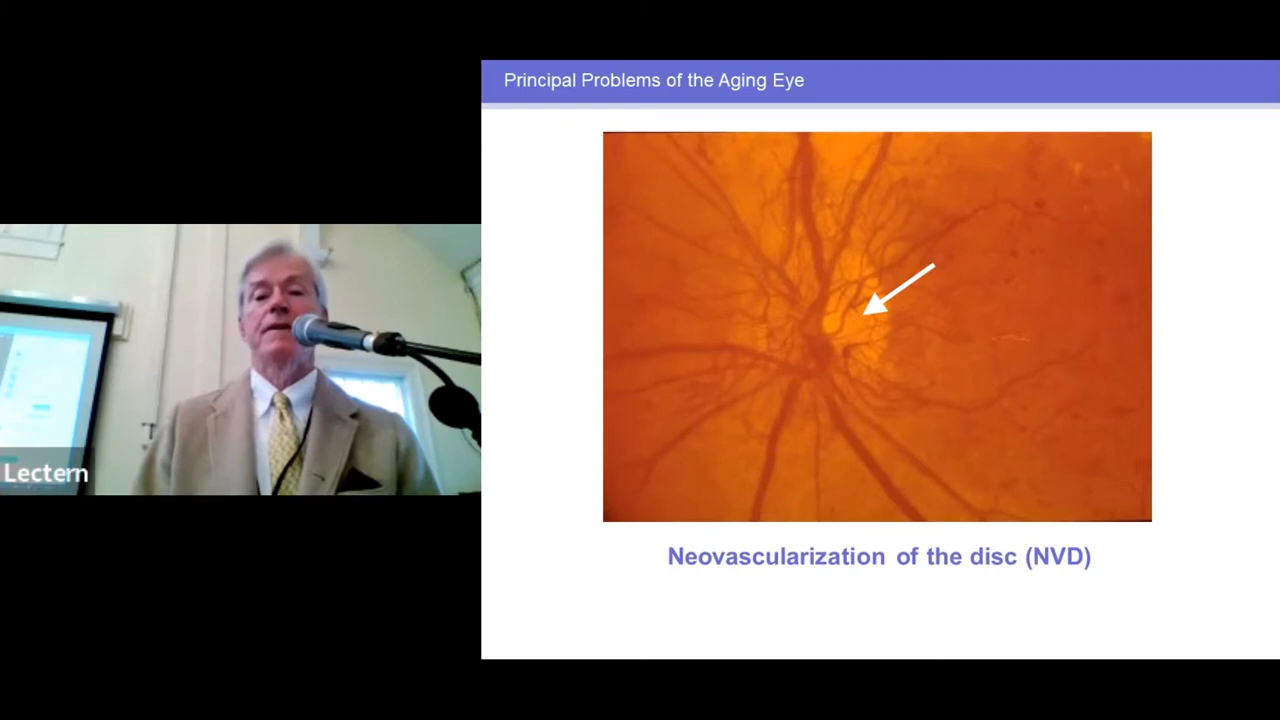 Principal Problems of the Aging Eye
Lectern
Neovascularization of the disc (NVD)